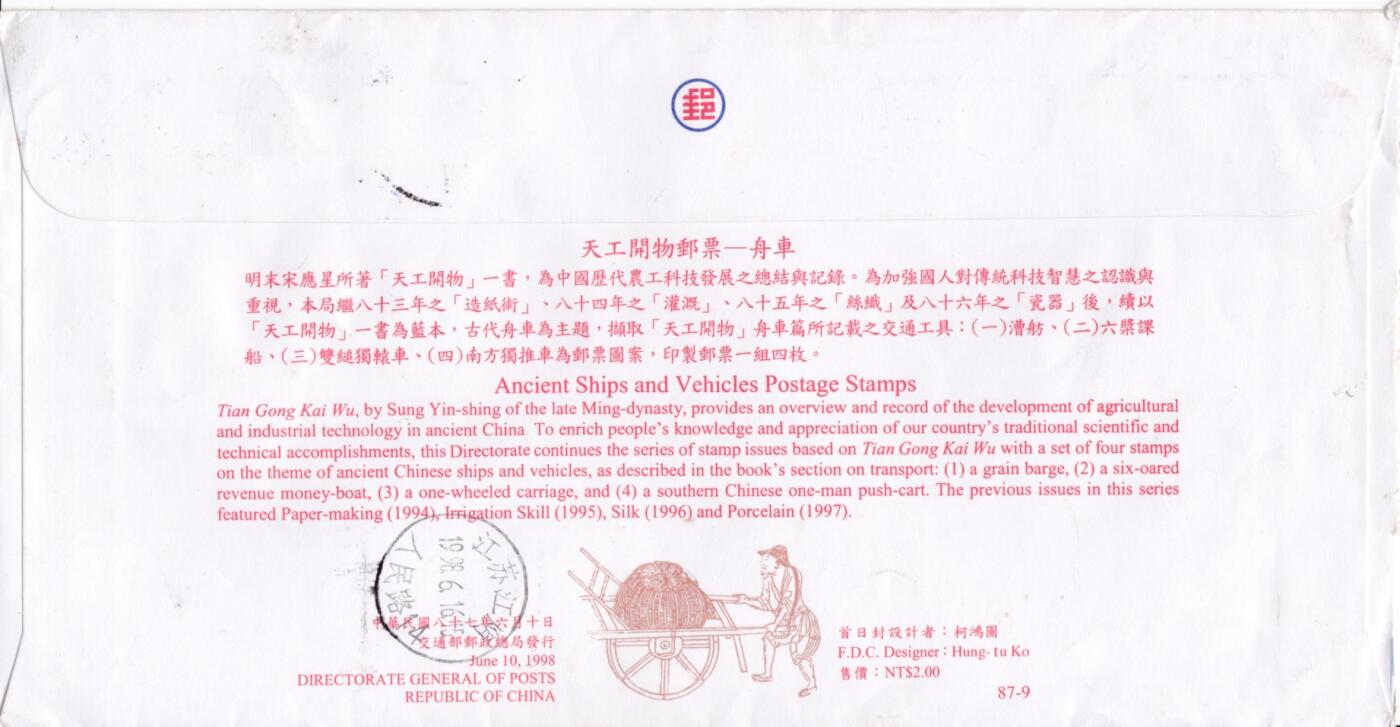 郵
天工開物郵票—舟車
明末宋應星所著「天工開物」一書，為中國歷代農工科技發展之總結與記錄。為加強國人對傳統科技智慧之認識與
重視，本局繼八十三年之「造紙術」、八十四年之「灌溉」、八十五年之「絲織」及八十六年之「瓷器」後，續以
「天工開物」一書為藍本，古代舟車為主題，擷取「天工開物」舟車篇所記載之交通工具：(一)漕舫、(二)六槳課
船、(三)雙縋獨轅車、(四)南方獨推車為郵票圖案，印製郵票一組四枚。
Ancient Ships and Vehicles Postage Stamps
Tian Gong Kai Wu, by Sung Yin-shing of the late Ming-dynasty, provides an overview and record of the development of agricultural
and industrial technology in ancient China. To enrich people's knowledge and appreciation of our country's traditional scientific and
technical accomplishments, this Directorate continues the series of stamp issues based on Tian Gong Kai Wu with a set of four stamps
on the theme of ancient Chinese ships and vehicles, as described in the book's section on transport: (1) a grain barge, (2) a six-oared
revenue money-boat, (3) a one-wheeled carriage, and (4) a southern Chinese one-man push-cart. The previous issues in this series
featured Paper-making (1994), Irrigation Skill (1995), Silk (1996) and Porcelain (1997).
江苏江
1998.6.16
人民路
中華民國八十七年六月十日
交通部郵政總局發行
June 10, 1998
DIRECTORATE GENERAL OF POSTS
REPUBLIC OF CHINA
首日封設計者：柯鴻圖
F.D.C. Designer : Hung-tu Ko
售價：NT$2.00
87-9